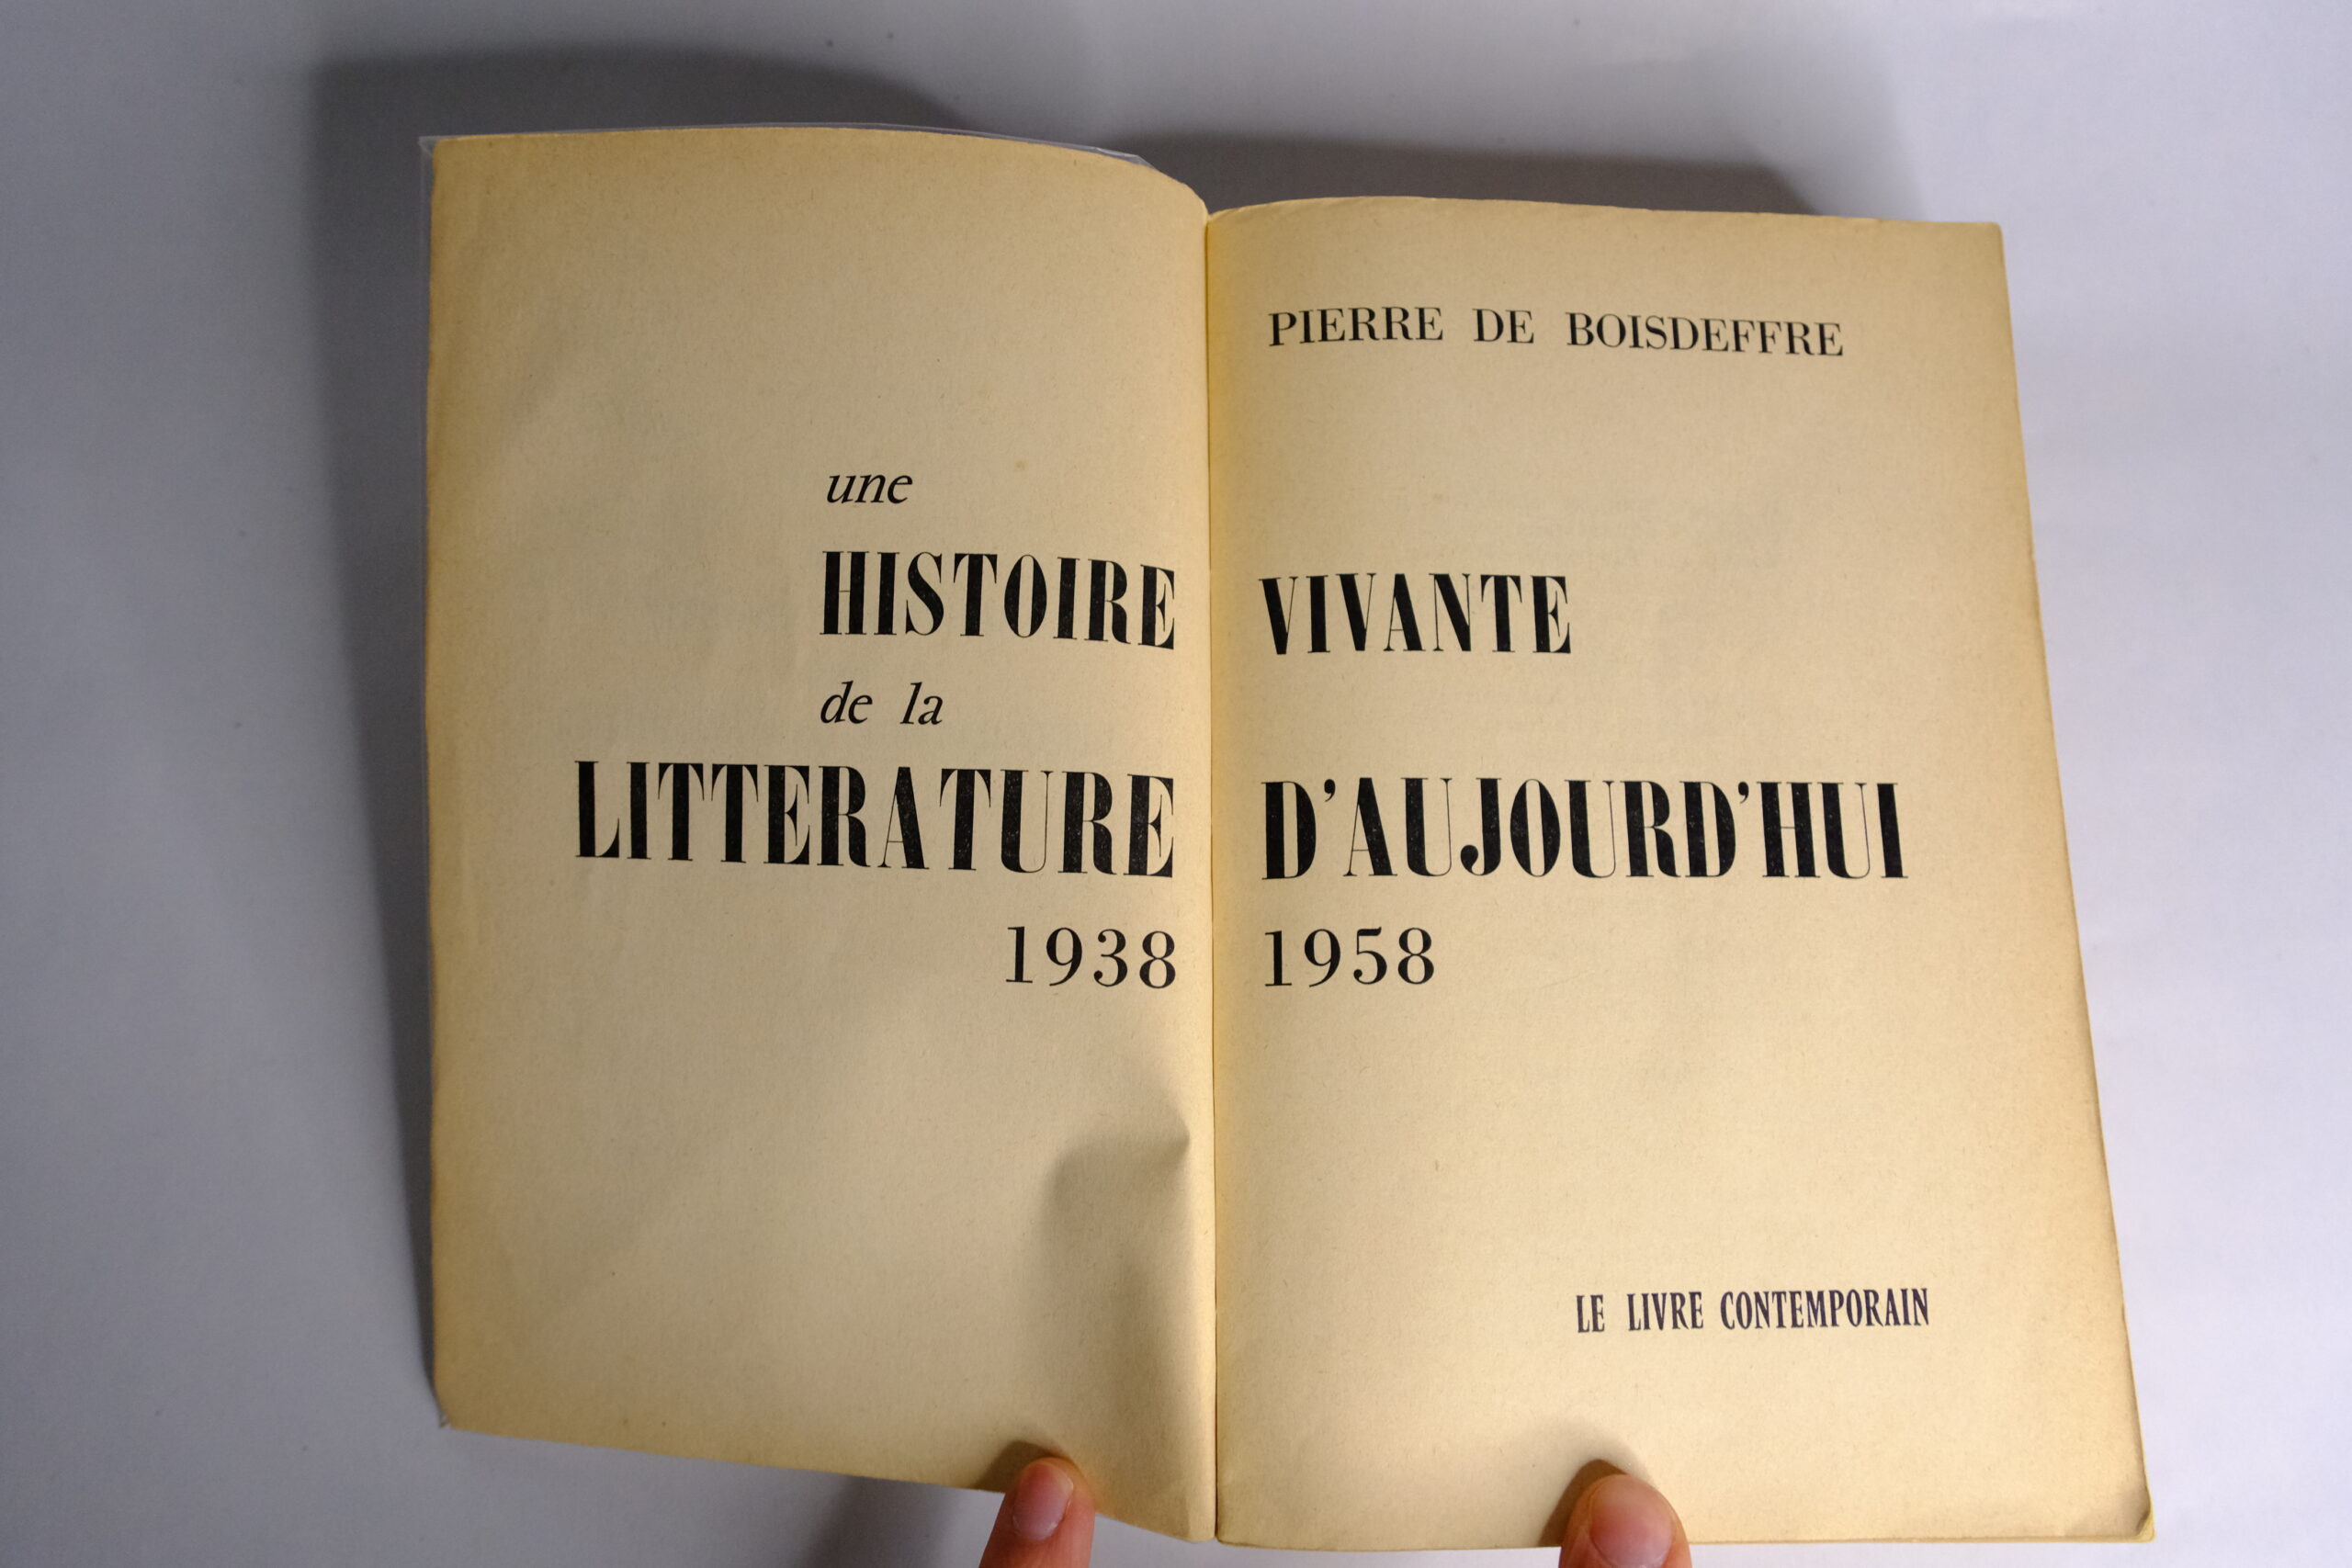 PIERRE DE BOISDEFFRE
une
HISTOIRE VIVANTE
de la
LITTERATURE D'AUJOURD'HUI
1938 1958
LE LIVRE CONTEMPORAIN